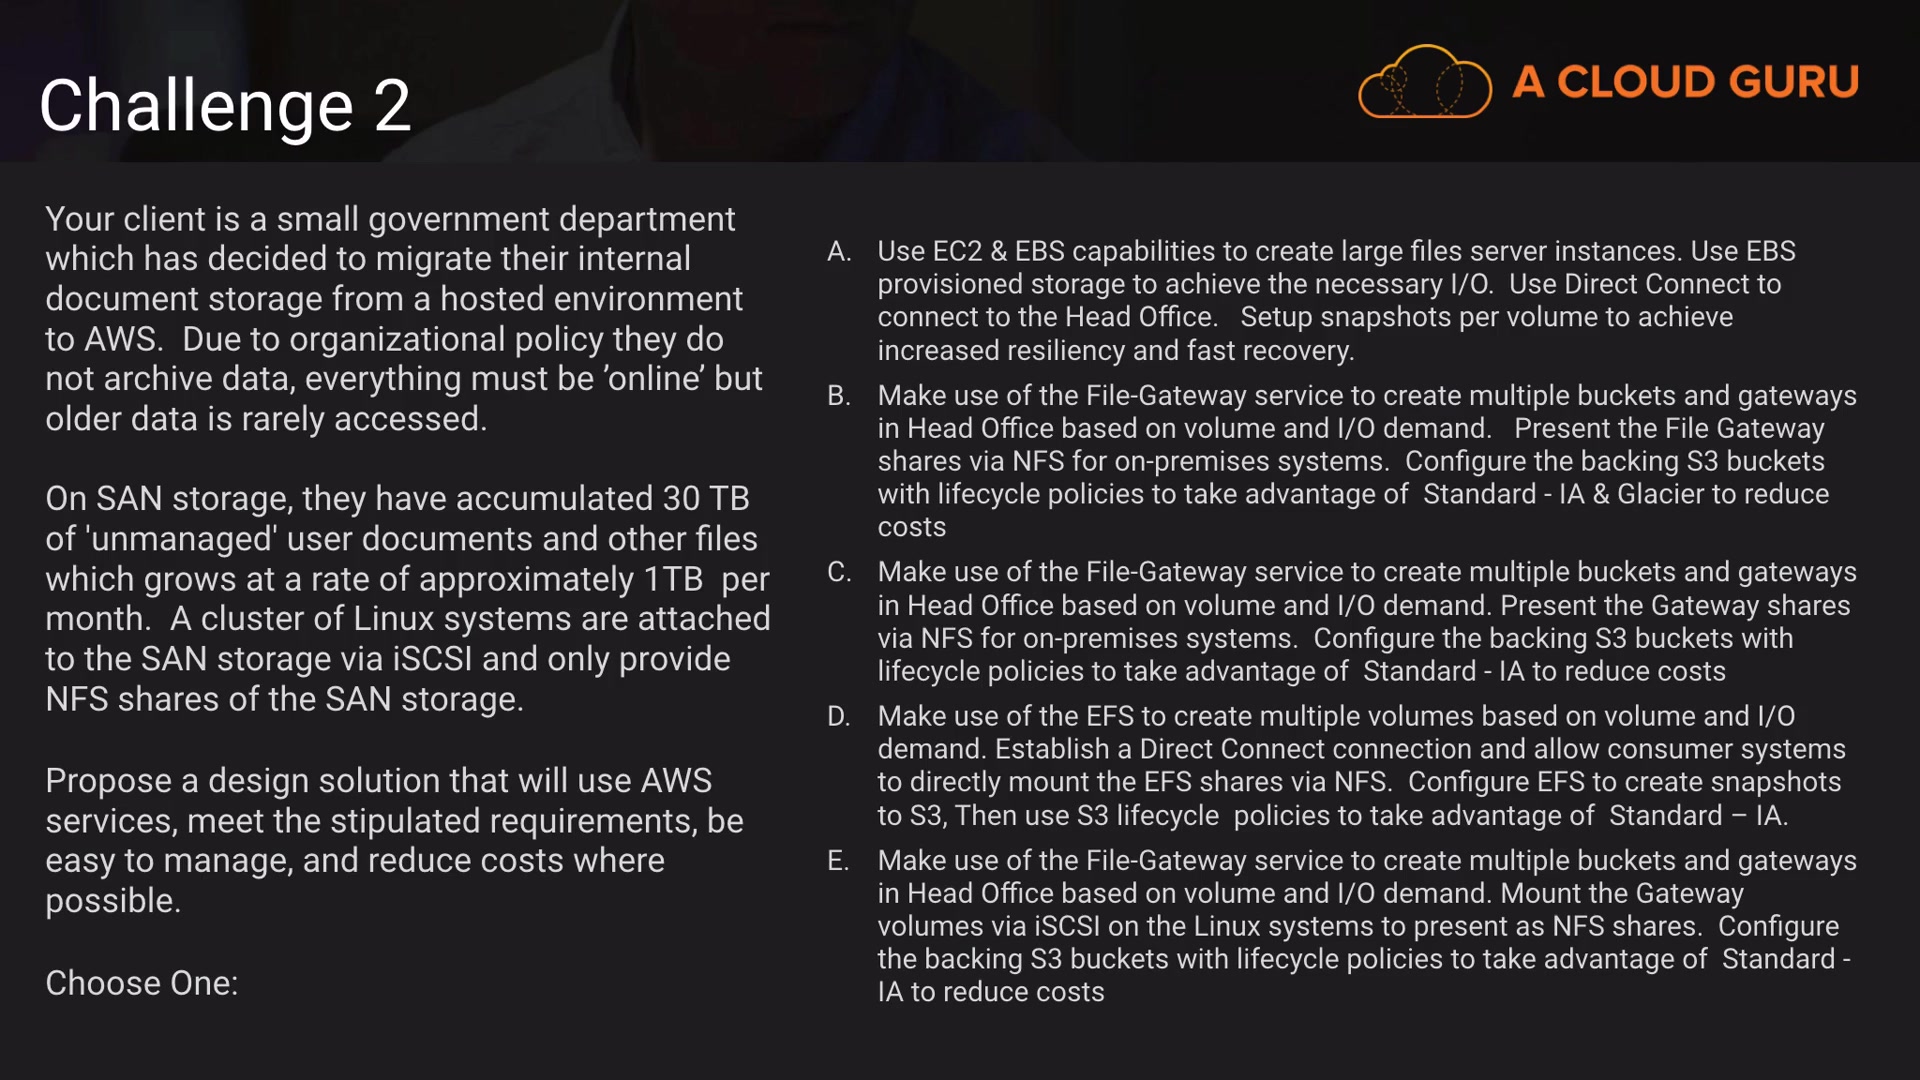 Challenge 2
A CLOUD GURU
Your client is a small government department
which has decided to migrate their internal
document storage from a hosted environment
to AWS.  Due to organizational policy they do
not archive data, everything must be ’online’ but
older data is rarely accessed.
On SAN storage, they have accumulated 30 TB
of 'unmanaged' user documents and other files
which grows at a rate of approximately 1TB  per
month.  A cluster of Linux systems are attached
to the SAN storage via iSCSI and only provide
NFS shares of the SAN storage.
Propose a design solution that will use AWS
services, meet the stipulated requirements, be
easy to manage, and reduce costs where
possible.
Choose One:
A. Use EC2 & EBS capabilities to create large files server instances. Use EBS
provisioned storage to achieve the necessary I/O.  Use Direct Connect to
connect to the Head Office.   Setup snapshots per volume to achieve
increased resiliency and fast recovery.
B. Make use of the File-Gateway service to create multiple buckets and gateways
in Head Office based on volume and I/O demand.   Present the File Gateway
shares via NFS for on-premises systems.  Configure the backing S3 buckets
with lifecycle policies to take advantage of  Standard - IA & Glacier to reduce
costs
C. Make use of the File-Gateway service to create multiple buckets and gateways
in Head Office based on volume and I/O demand. Present the Gateway shares
via NFS for on-premises systems.  Configure the backing S3 buckets with
lifecycle policies to take advantage of  Standard - IA to reduce costs
D. Make use of the EFS to create multiple volumes based on volume and I/O
demand. Establish a Direct Connect connection and allow consumer systems
to directly mount the EFS shares via NFS.  Configure EFS to create snapshots
to S3, Then use S3 lifecycle  policies to take advantage of  Standard – IA.
E. Make use of the File-Gateway service to create multiple buckets and gateways
in Head Office based on volume and I/O demand. Mount the Gateway
volumes via iSCSI on the Linux systems to present as NFS shares.  Configure
the backing S3 buckets with lifecycle policies to take advantage of  Standard -
IA to reduce costs